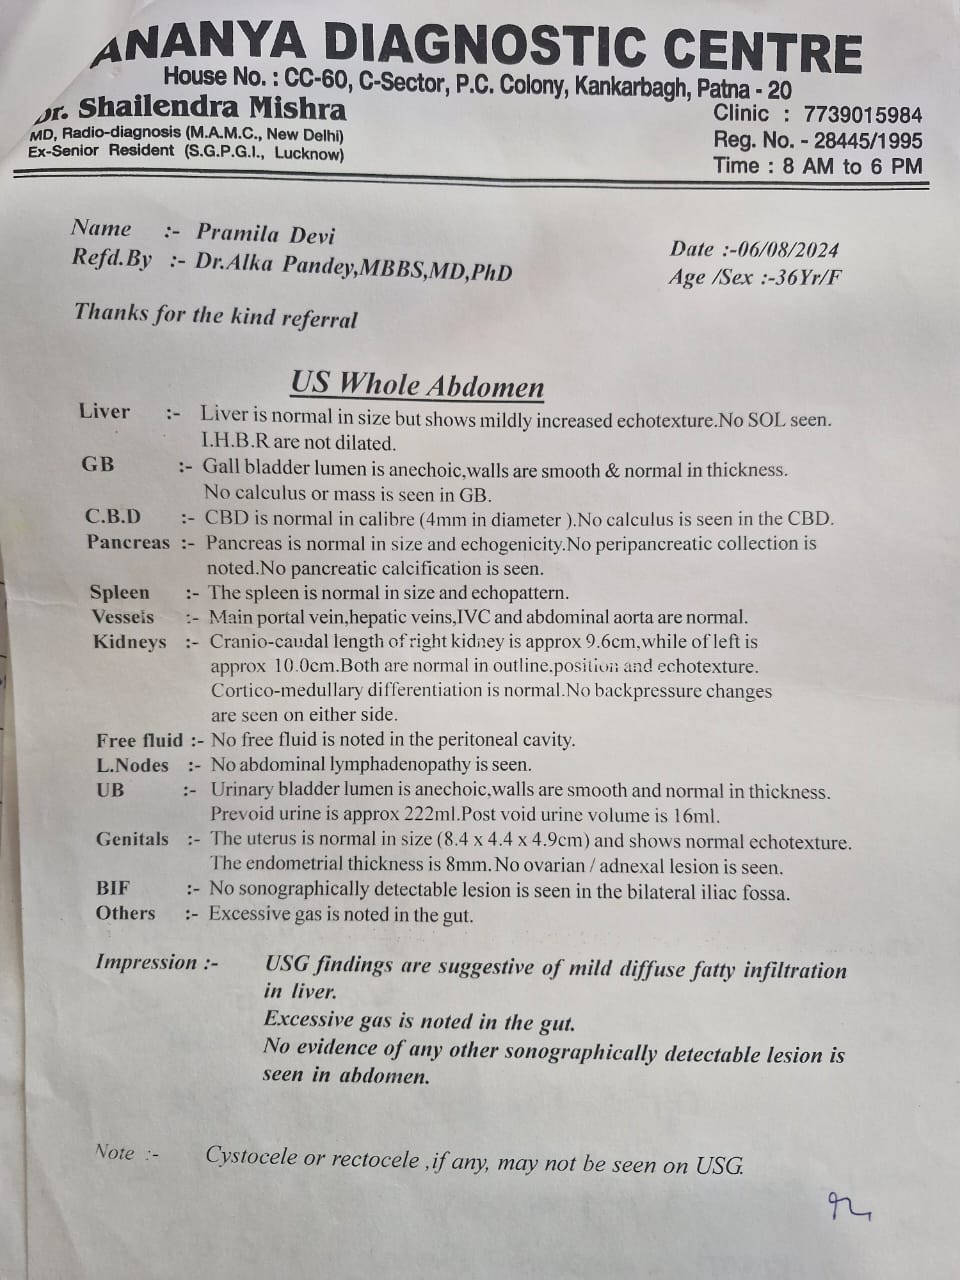 ANANYA DIAGNOSTIC CENTRE
House No. : CC-60, C-Sector, P.C. Colony, Kankarbagh, Patna - 20
Dr. Shailendra Mishra
MD, Radio-diagnosis (M.A.M.C., New Delhi)
Ex-Senior Resident (S.G.P.G.I., Lucknow)
Clinic : 7739015984
Reg. No. - 28445/1995
Time : 8 AM to 6 PM
Name :- Pramila Devi
Refd.By :- Dr.Alka Pandey,MBBS,MD,PhD
Date :-06/08/2024
Age /Sex :-36Yr/F
Thanks for the kind referral
US Whole Abdomen
Liver :- Liver is normal in size but shows mildly increased echotexture.No SOL seen.
I.H.B.R are not dilated.
GB :- Gall bladder lumen is anechoic,walls are smooth & normal in thickness.
No calculus or mass is seen in GB.
C.B.D :- CBD is normal in calibre (4mm in diameter ).No calculus is seen in the CBD.
Pancreas :- Pancreas is normal in size and echogenicity.No peripancreatic collection is
noted.No pancreatic calcification is seen.
Spleen :- The spleen is normal in size and echopattern.
Vessels :- Main portal vein,hepatic veins,IVC and abdominal aorta are normal.
Kidneys :- Cranio-caudal length of right kidney is approx 9.6cm,while of left is
approx 10.0cm.Both are normal in outline,position and echotexture.
Cortico-medullary differentiation is normal.No backpressure changes
are seen on either side.
Free fluid :- No free fluid is noted in the peritoneal cavity.
L.Nodes :- No abdominal lymphadenopathy is seen.
UB :- Urinary bladder lumen is anechoic,walls are smooth and normal in thickness.
Prevoid urine is approx 222ml.Post void urine volume is 16ml.
Genitals :- The uterus is normal in size (8.4 x 4.4 x 4.9cm) and shows normal echotexture.
The endometrial thickness is 8mm. No ovarian / adnexal lesion is seen.
BIF :- No sonographically detectable lesion is seen in the bilateral iliac fossa.
Others :- Excessive gas is noted in the gut.
Impression :- USG findings are suggestive of mild diffuse fatty infiltration
in liver.
Excessive gas is noted in the gut.
No evidence of any other sonographically detectable lesion is
seen in abdomen.
Note :- Cystocele or rectocele ,if any, may not be seen on USG.